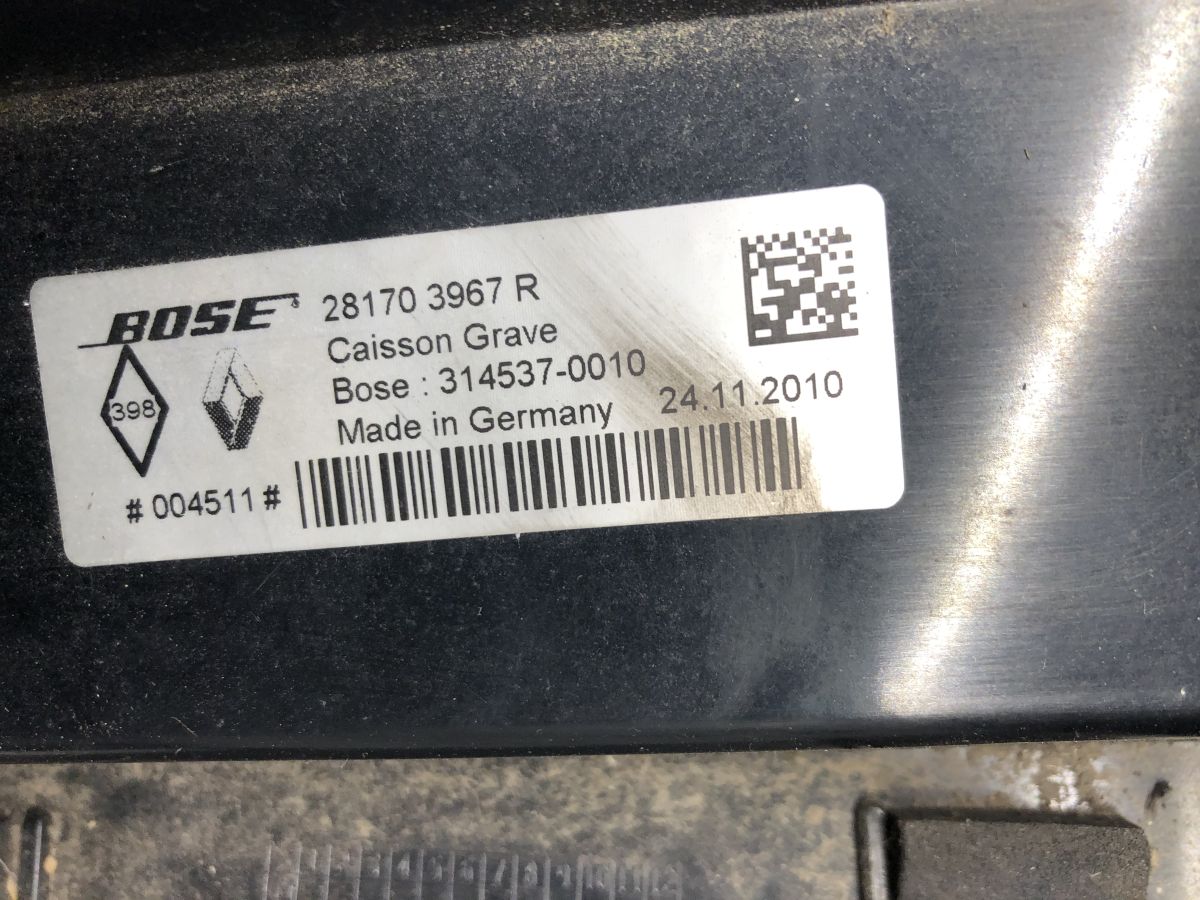 BOSE
28170 3967 R
Caisson Grave
Bose : 314537-0010
Made in Germany
24.11.2010
398
#004511#